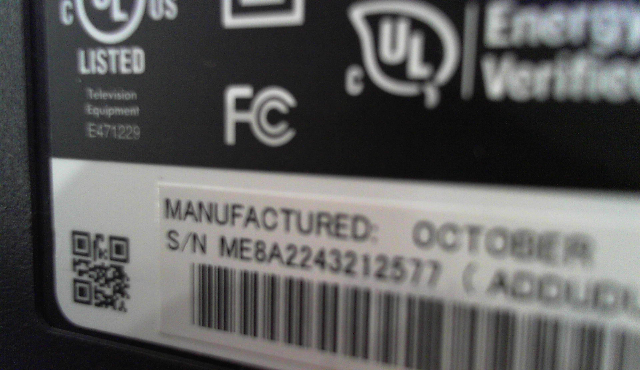 C UL US
LISTED
Television
Equipment
E471229
FC
C UL
Energy
Verified
MANUFACTURED: OCTOBER
S/N ME8A2243212577 (